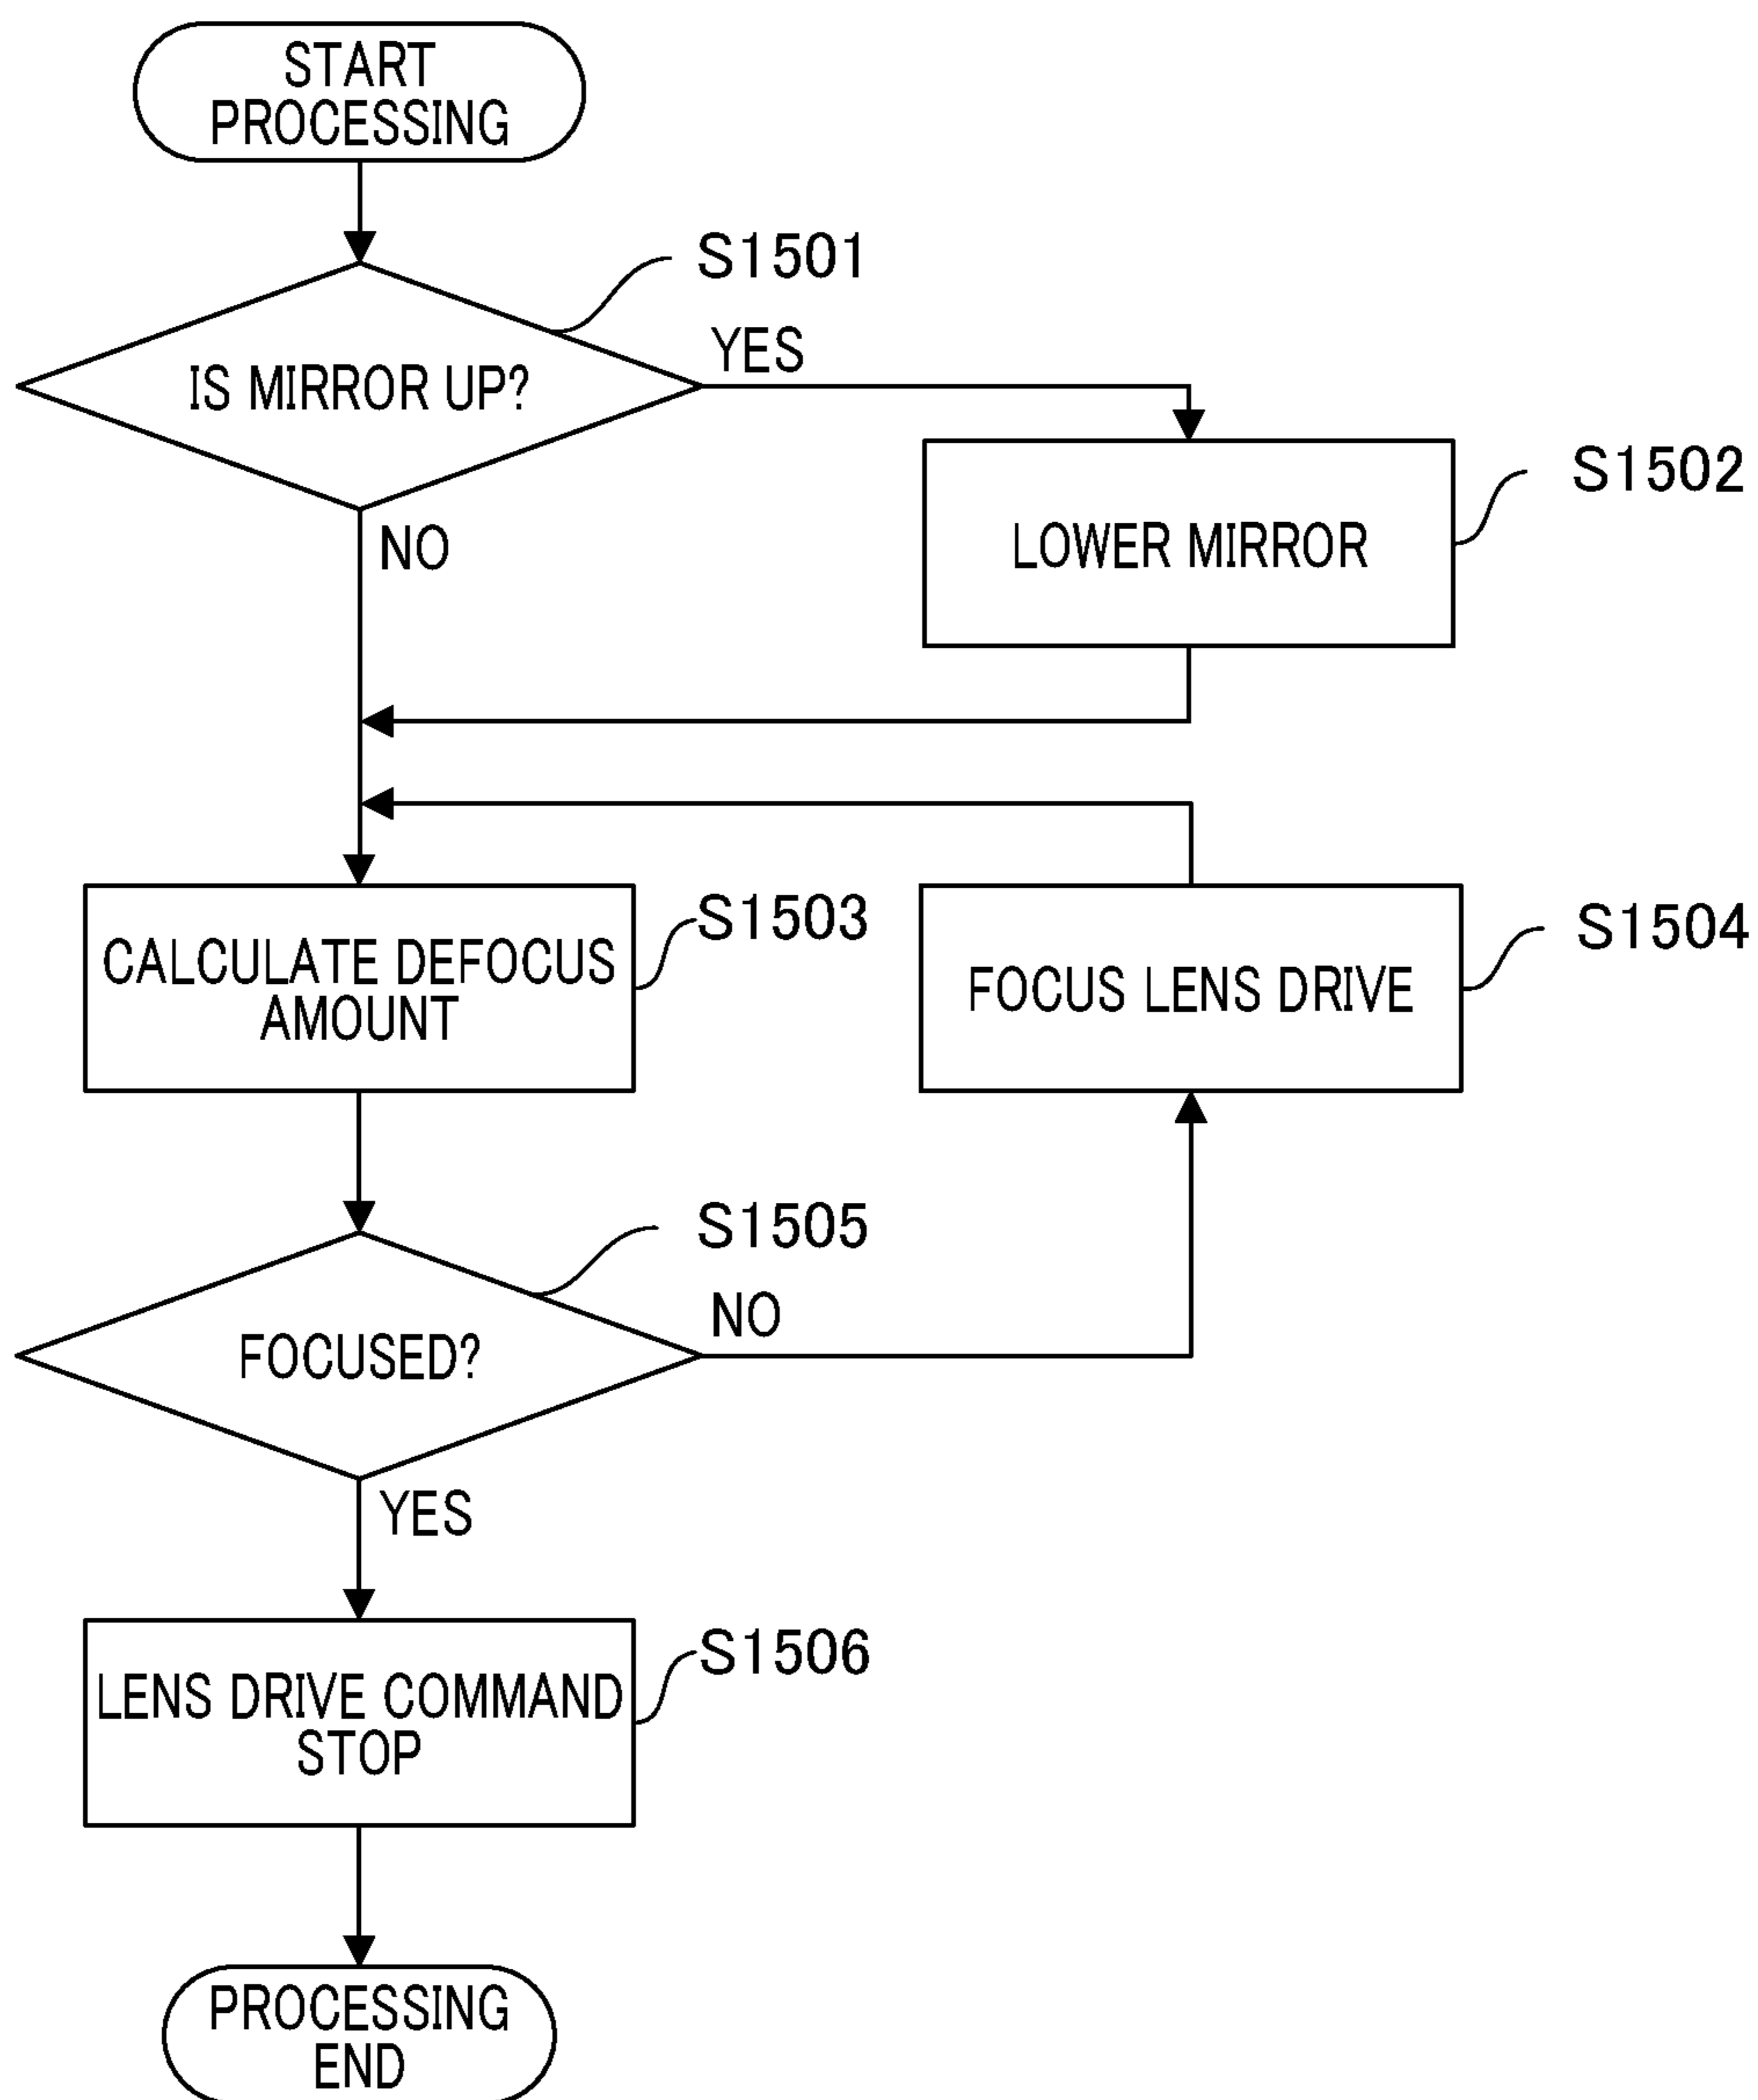 START
PROCESSING
S1501
YES
IS MIRROR UP?
S1502
NO
LOWER MIRROR
S1503
S1504
CALCULATE DEFOCUS
AMOUNT
FOCUS LENS DRIVE
S1505
NO
FOCUSED?
YES
S1506
LENS DRIVE COMMAND
STOP
PROCESSING
END